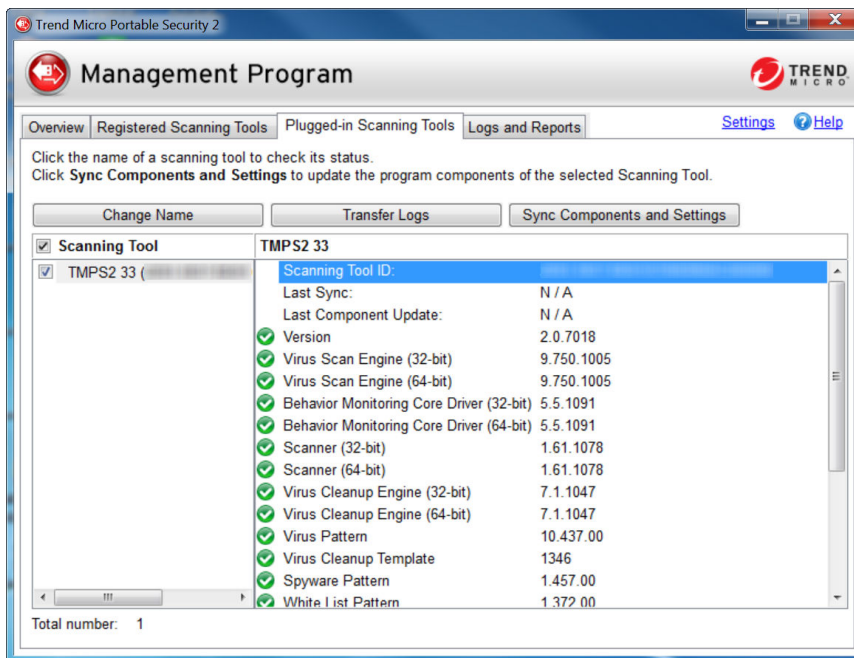 Trend Micro Portable Security 2
Management Program
TREND
MICRO
Overview Registered Scanning Tools Plugged-in Scanning Tools Logs and Reports Settings Help
Click the name of a scanning tool to check its status.
Click Sync Components and Settings to update the program components of the selected Scanning Tool.
Change Name Transfer Logs Sync Components and Settings
Scanning Tool TMPS2 33
TMPS2 33 ( Scanning Tool ID:
Last Sync: N / A
Last Component Update: N / A
Version 2.0.7018
Virus Scan Engine (32-bit) 9.750.1005
Virus Scan Engine (64-bit) 9.750.1005
Behavior Monitoring Core Driver (32-bit) 5.5.1091
Behavior Monitoring Core Driver (64-bit) 5.5.1091
Scanner (32-bit) 1.61.1078
Scanner (64-bit) 1.61.1078
Virus Cleanup Engine (32-bit) 7.1.1047
Virus Cleanup Engine (64-bit) 7.1.1047
Virus Pattern 10.437.00
Virus Cleanup Template 1346
Spyware Pattern 1.457.00
White List Pattern 1.372.00
Total number: 1